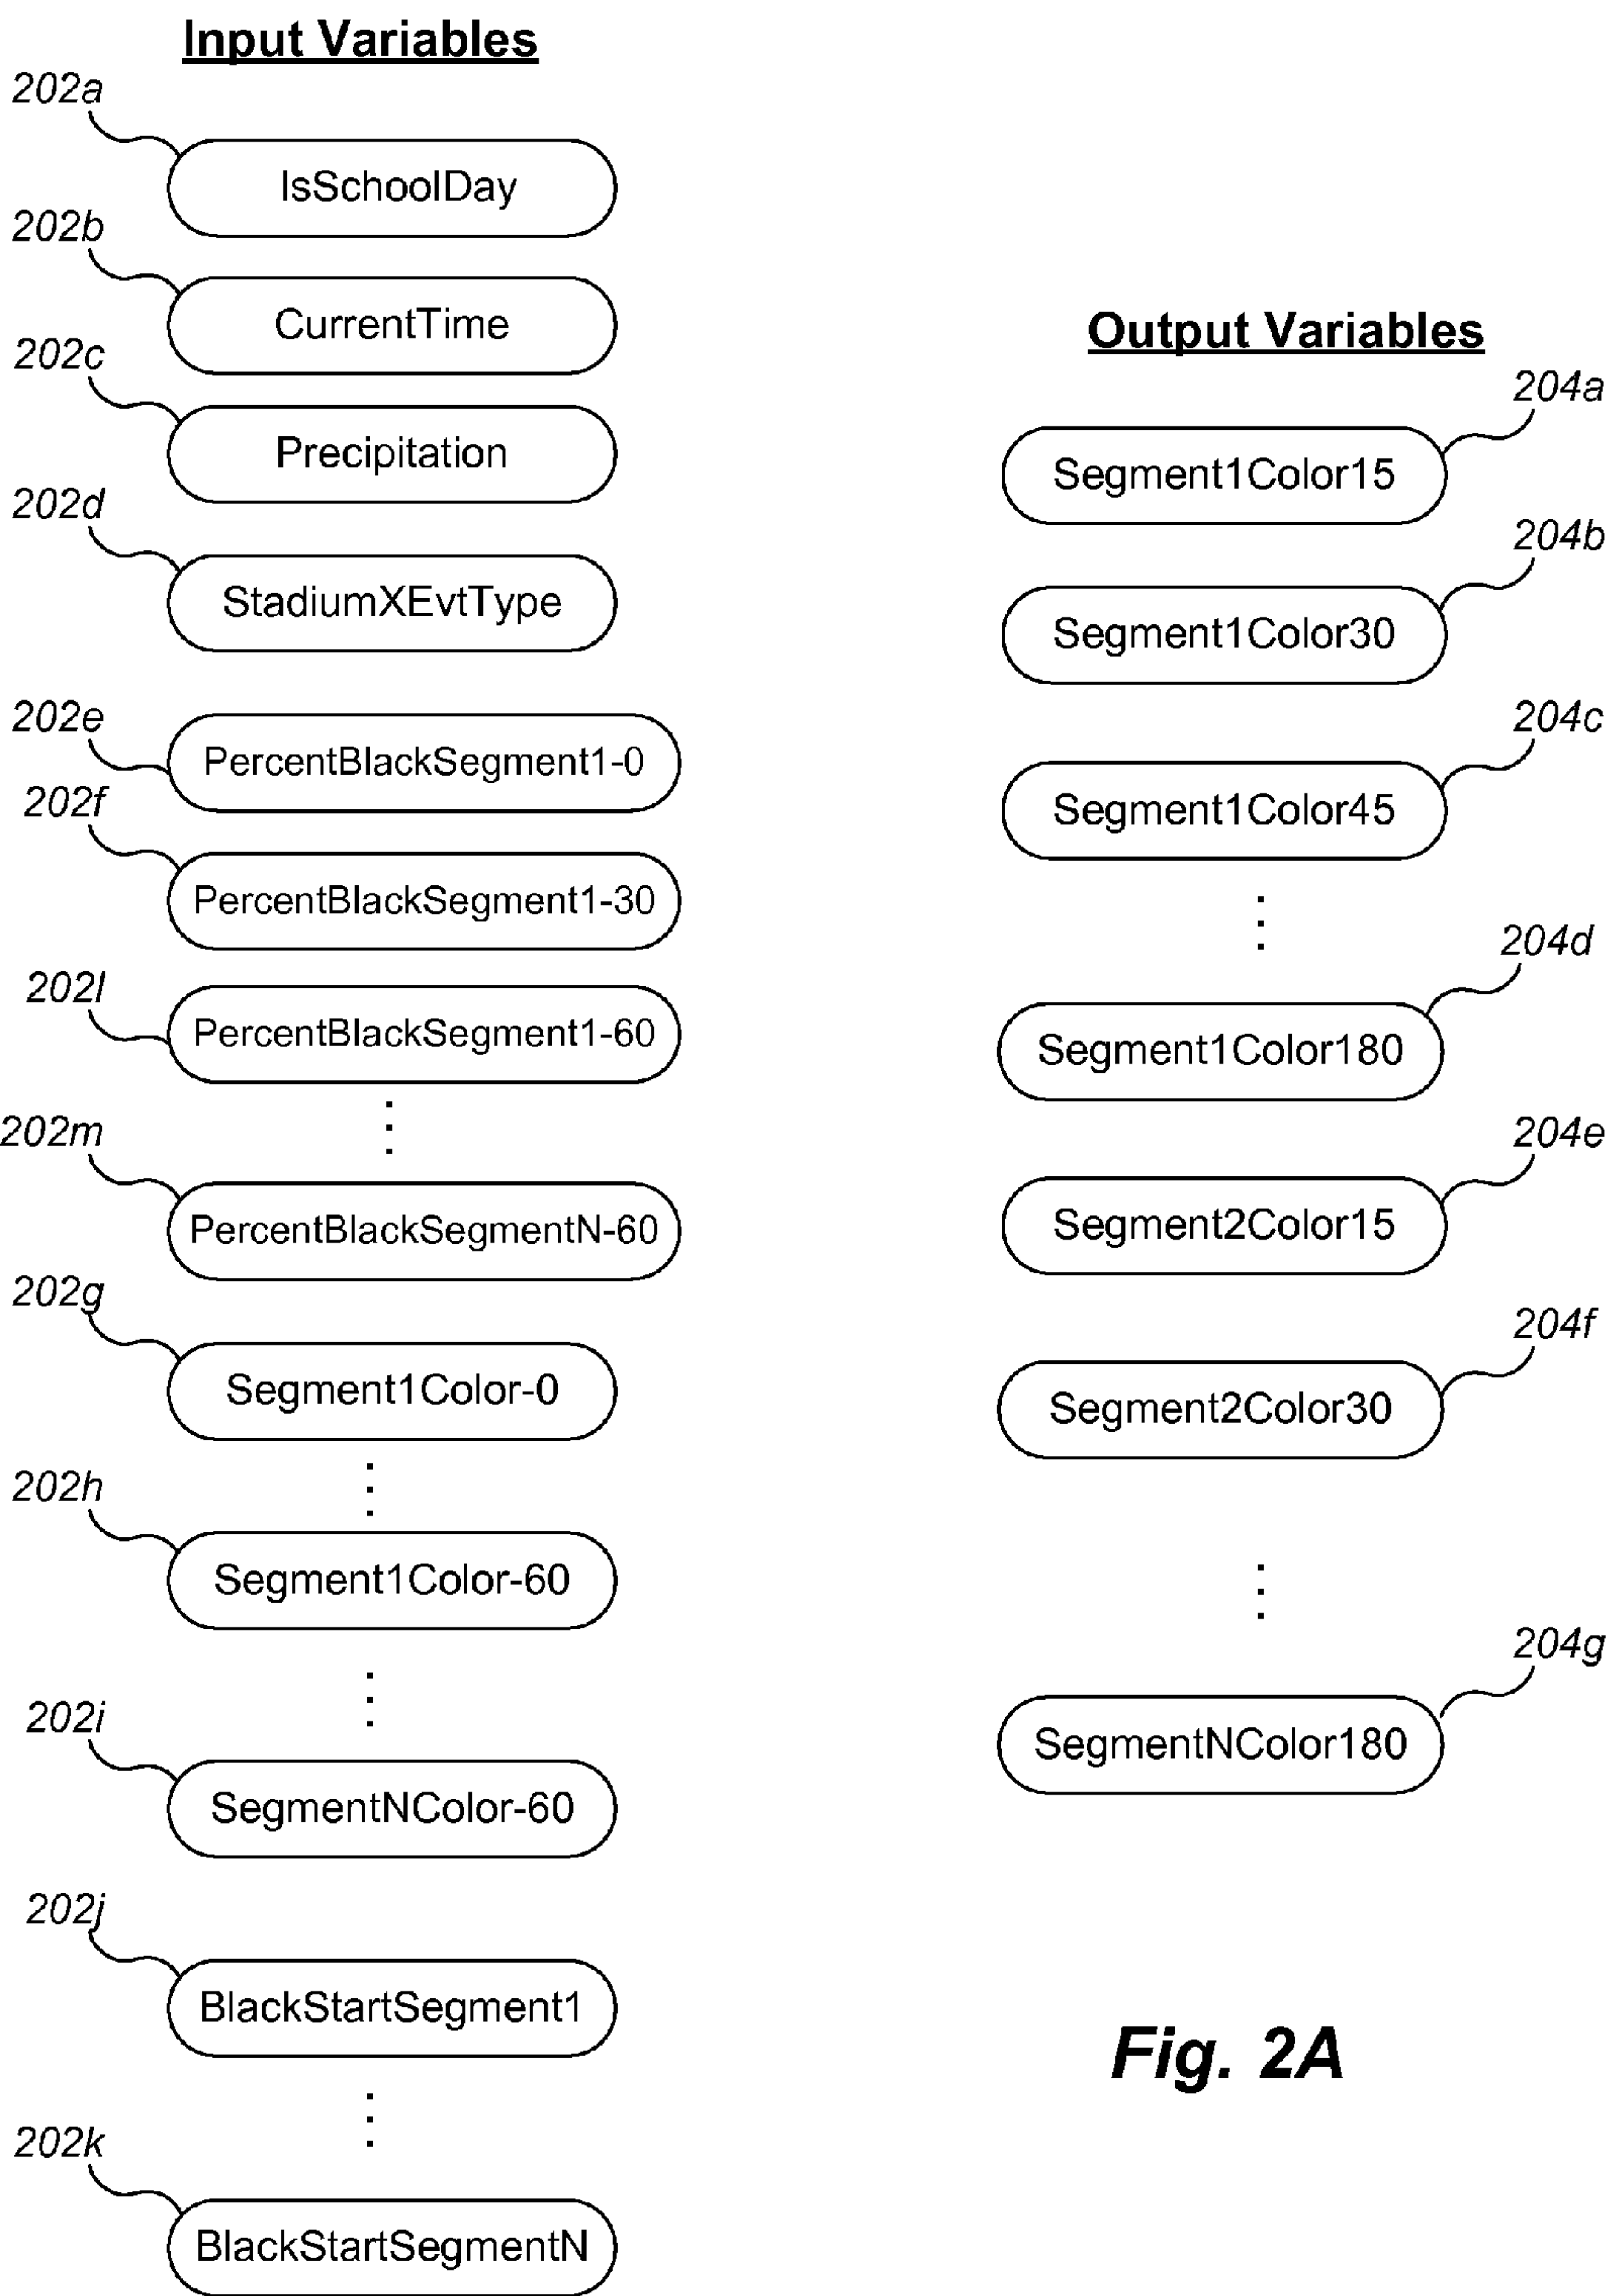 Input Variables
202a
IsSchoolDay
202b
CurrentTime
202c
Precipitation
202d
StadiumXEvtType
202e
PercentBlackSegment1-0
202f
PercentBlackSegment1-30
202l
PercentBlackSegment1-60
202m
PercentBlackSegmentN-60
202g
Segment1Color-0
202h
Segment1Color-60
202i
SegmentNColor-60
202j
BlackStartSegment1
202k
BlackStartSegmentN
Output Variables
204a
Segment1Color15
204b
Segment1Color30
204c
Segment1Color45
204d
Segment1Color180
204e
Segment2Color15
204f
Segment2Color30
204g
SegmentNColor180
Fig. 2A